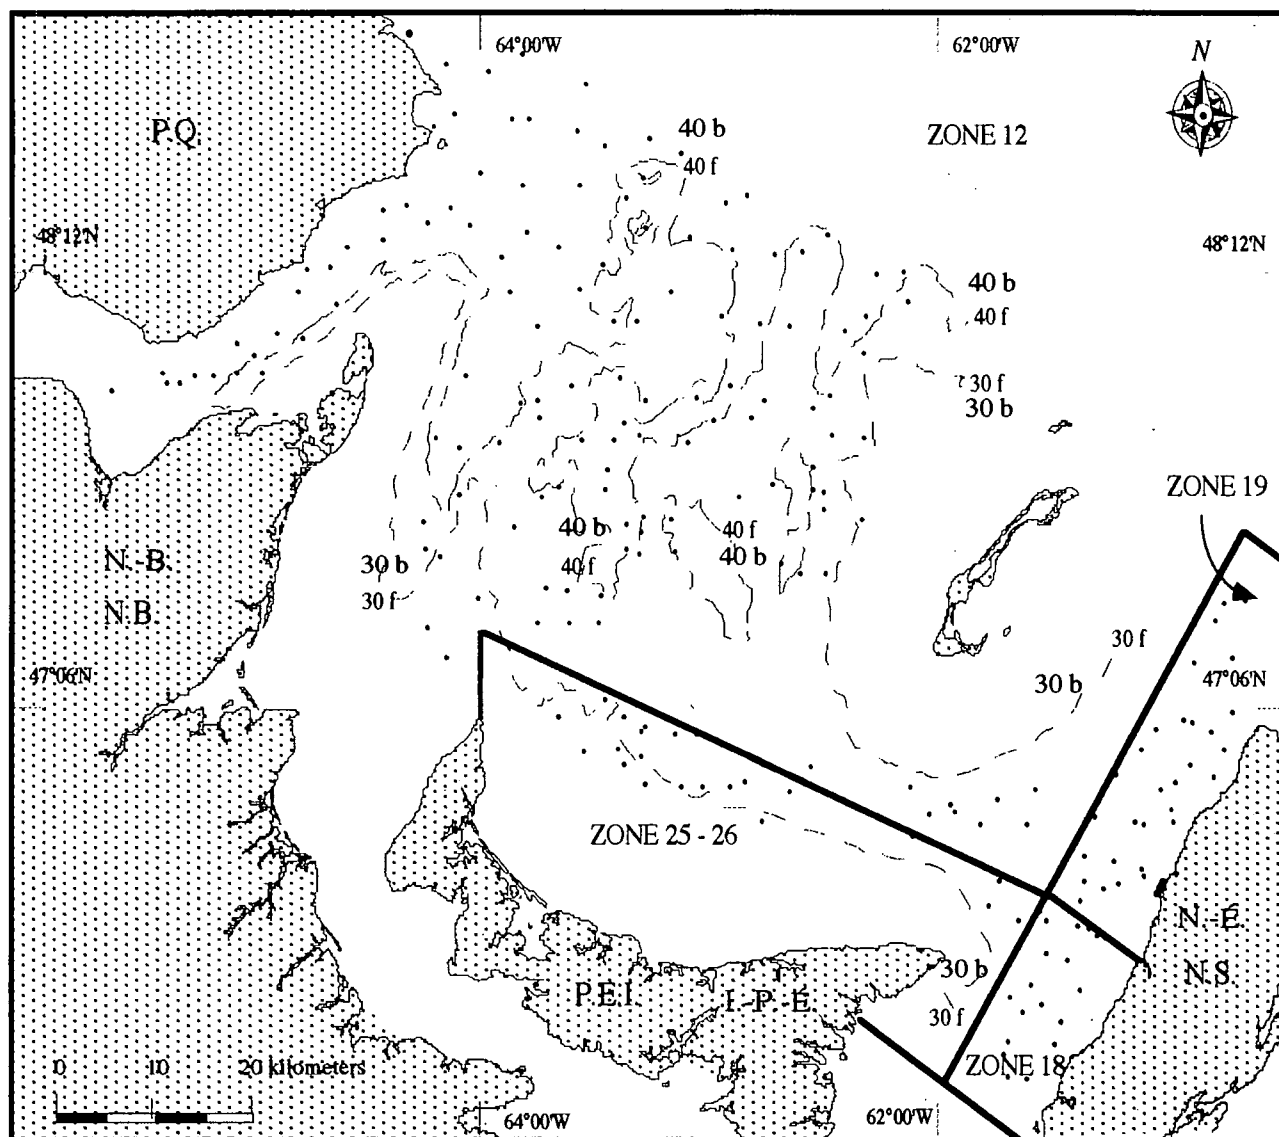 64°00'W
62°00'W
N
P.Q.
40 b
ZONE 12
40 f
48°12'N
48°12'N
40 b
40 f
30 f
30 b
ZONE 19
40 b
40 f
40 b
40 f
N.-B.
30 b
30 f
N.B.
30 f
47°06'N
30 b
47°06'N
ZONE 25 - 26
N.-É.
30 b
N.S.
P.E.I.
I.-P.-É.
30 f
0 10 20 kilometers
ZONE 18
64°00'W
62°00'W